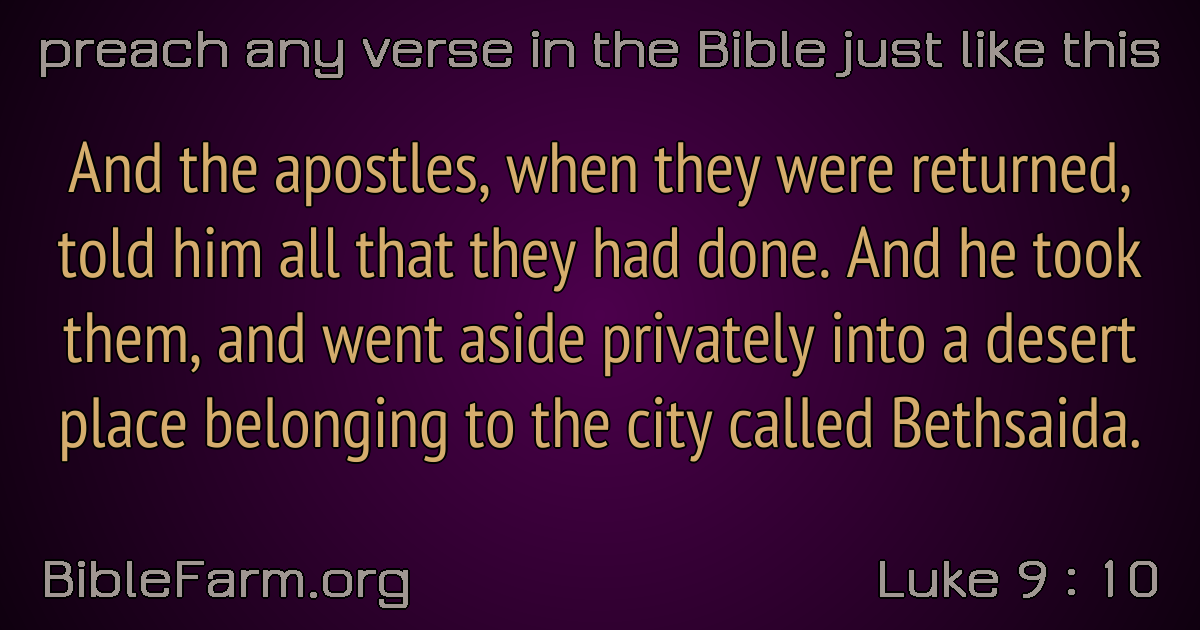 preach any verse in the Bible just like this
And the apostles, when they were returned,
told him all that they had done. And he took
them, and went aside privately into a desert
place belonging to the city called Bethsaida.
BibleFarm.org
Luke 9 : 10